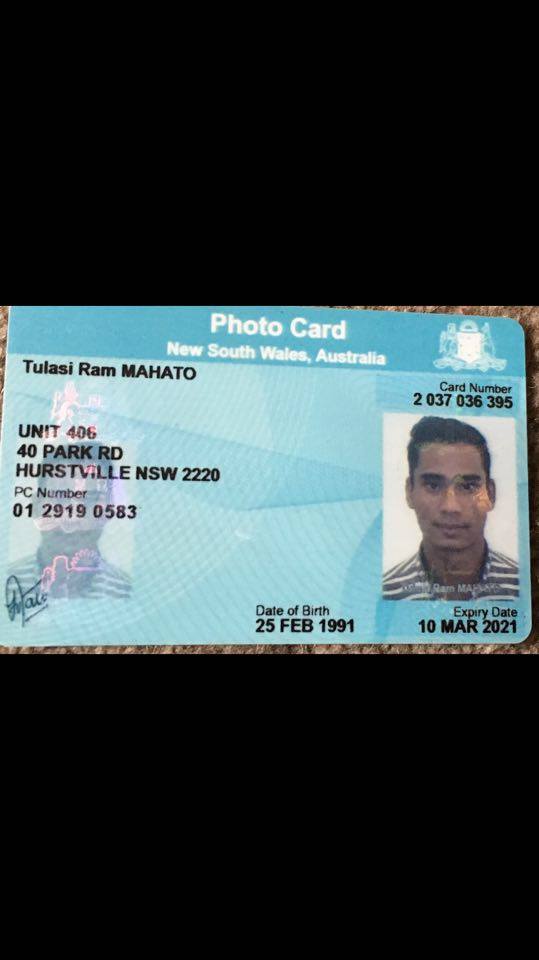 Photo Card
New South Wales, Australia
Tulasi Ram MAHATO
Card Number
2 037 036 395
UNIT 406
40 PARK RD
HURSTVILLE NSW 2220
PC Number
01 2919 0583
Ram MAHATO
Date of Birth
25 FEB 1991
Expiry Date
10 MAR 2021